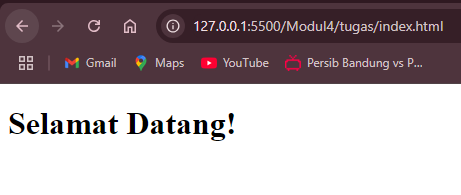 127.0.0.1:5500/Modul4/tugas/index.html
Gmail Maps YouTube Persib Bandung vs P...
Selamat Datang!